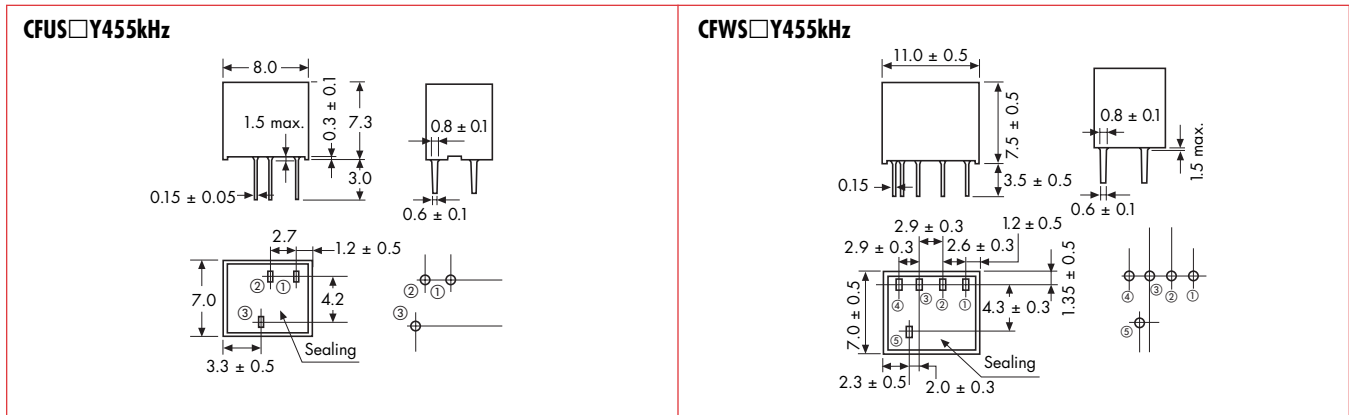 CFUS□Y455kHz
8.0
0.3 ± 0.1
1.5 max.
7.3
0.8 ± 0.1
3.0
0.15 ± 0.05
0.6 ± 0.1
2.7
1.2 ± 0.5
② ①
7.0
4.2
③
Sealing
3.3 ± 0.5
② ①
③
CFWS□Y455kHz
11.0 ± 0.5
7.5 ± 0.5
0.8 ± 0.1
1.5 max.
0.15
3.5 ± 0.5
0.6 ± 0.1
2.9 ± 0.3
1.2 ± 0.5
2.9 ± 0.3
2.6 ± 0.3
1.35 ± 0.5
④ ③ ② ①
7.0 ± 0.5
4.3 ± 0.3
⑤
Sealing
2.3 ± 0.5
2.0 ± 0.3
④ ③ ② ①
⑤